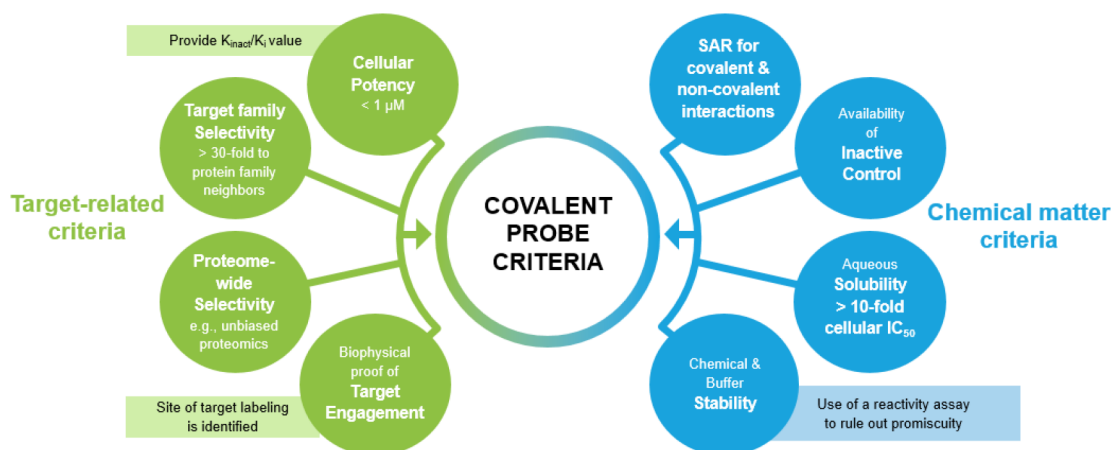 Provide Kinact/Ki value
Cellular
Potency
< 1 µM
Target family
Selectivity
> 30-fold to
protein family
neighbors
Target-related
criteria
Proteome-
wide
Selectivity
e.g., unbiased
proteomics
Biophysical
proof of
Target
Engagement
Site of target labeling
is identified
COVALENT
PROBE
CRITERIA
SAR for
covalent &
non-covalent
interactions
Availability
of
Inactive
Control
Chemical matter
criteria
Aqueous
Solubility
> 10-fold
cellular IC50
Chemical &
Buffer
Stability
Use of a reactivity assay
to rule out promiscuity